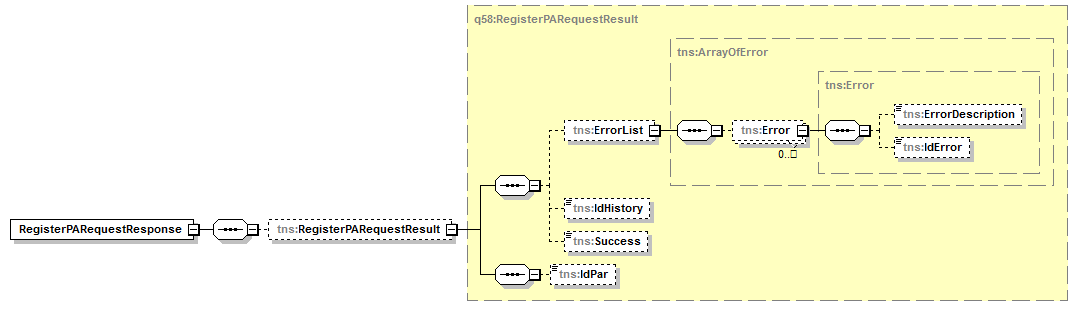 q58:RegisterPARequestResult
tns:ArrayOfError
tns:Error
tns:ErrorDescription
tns:ErrorList
tns:Error
0..□
tns:IdError
tns:IdHistory
RegisterPARequestResponse
tns:RegisterPARequestResult
tns:Success
tns:IdPar